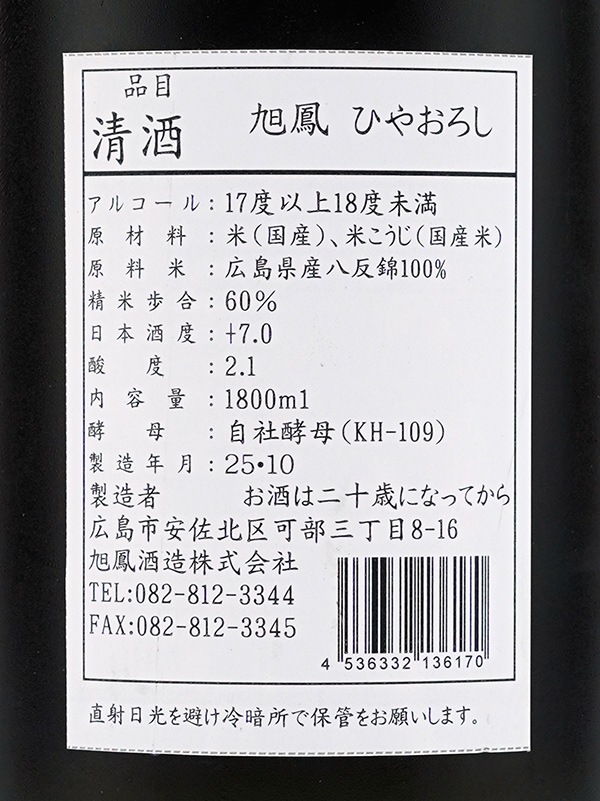 品目
清酒 旭鳳 ひやおろし
アルコール：17度以上18度未満
原材料：米（国産）、米こうじ（国産米）
原料米：広島県産八反錦100%
精米歩合：60%
日本酒度：+7.0
酸度：2.1
内容量：1800ml
酵母：自社酵母（KH-109）
製造年月：25・10
製造者 お酒は二十歳になってから
広島市安佐北区可部三丁目8-16
旭鳳酒造株式会社
TEL:082-812-3344
FAX:082-812-3345
4 536332 136170
直射日光を避け冷暗所で保管をお願いします。